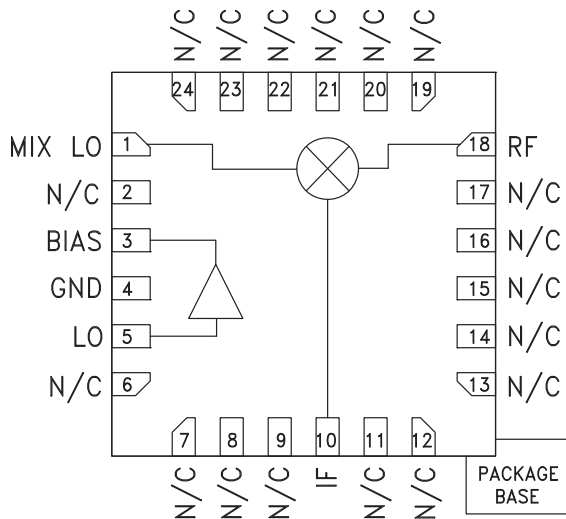 N/C N/C N/C N/C N/C N/C
24 23 22 21 20 19
MIX LO 1 18 RF
N/C 2 17 N/C
BIAS 3 16 N/C
GND 4 15 N/C
LO 5 14 N/C
N/C 6 13 N/C
7 8 9 10 11 12
N/C N/C N/C IF N/C N/C
PACKAGE
BASE